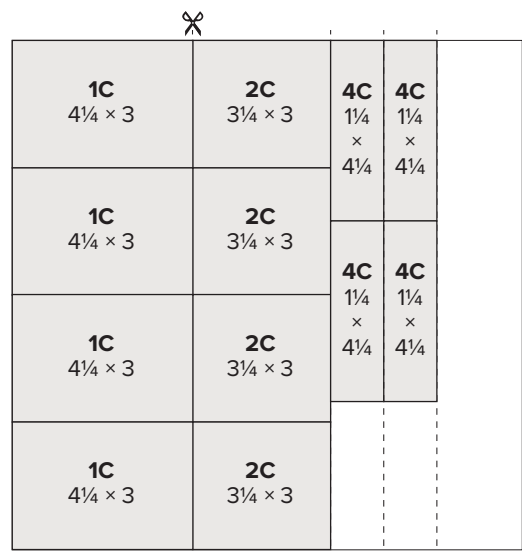 1C
4¼ × 3
2C
3¼ × 3
4C
1¼
×
4¼
4C
1¼
×
4¼
1C
4¼ × 3
2C
3¼ × 3
4C
1¼
×
4¼
4C
1¼
×
4¼
1C
4¼ × 3
2C
3¼ × 3
1C
4¼ × 3
2C
3¼ × 3